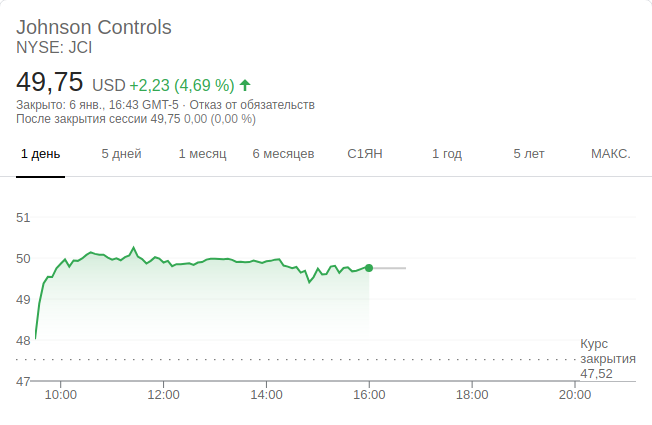 Johnson Controls
NYSE: JCI
49,75 USD +2,23 (4,69 %)
Закрыто: 6 янв., 16:43 GMT-5 · Отказ от обязательств
После закрытия сессии 49,75 0,00 (0,00 %)
1 день 5 дней 1 месяц 6 месяцев С1ЯН 1 год 5 лет МАКС.
51
50
49
48
47
Курс
закрытия
47,52
10:00 12:00 14:00 16:00 18:00 20:00